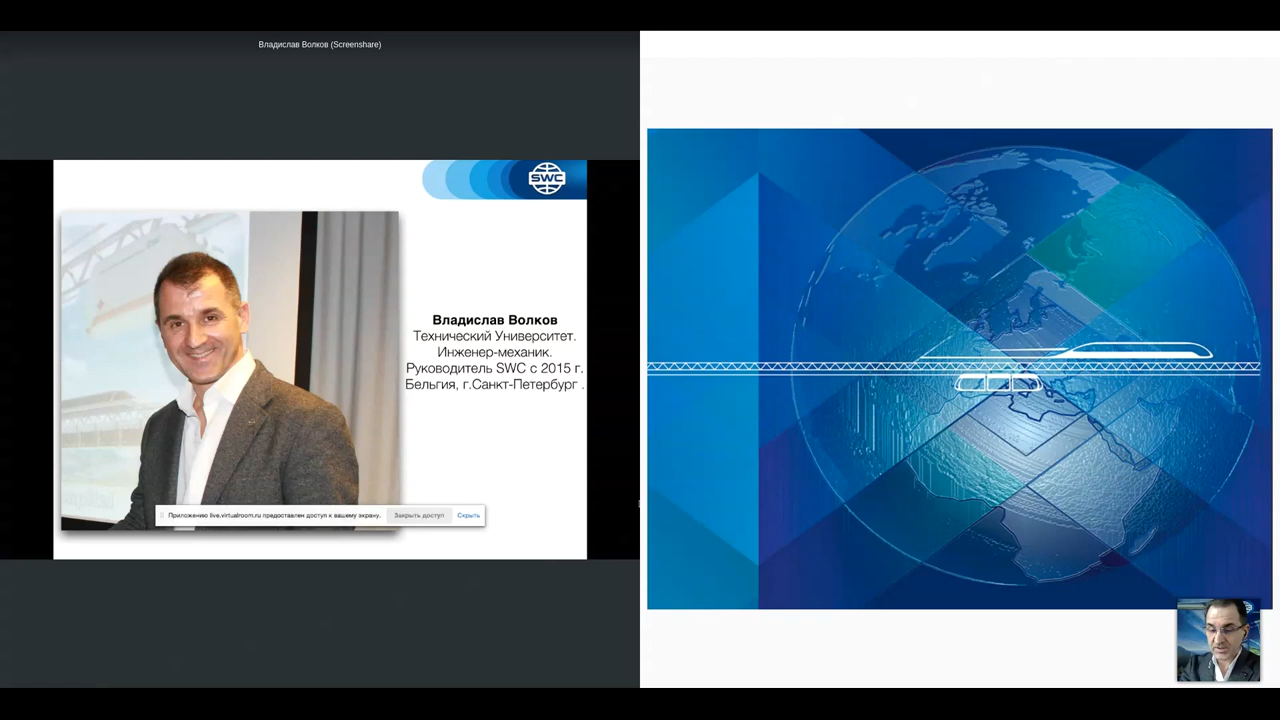 Владислав Волков (Screenshare)
SWC
Владислав Волков
Технический Университет.
Инженер-механик.
Руководитель SWC с 2015 г.
Бельгия, г.Санкт-Петербург .
Приложению live.virtualroom.ru предоставлен доступ к вашему экрану. Закрыть доступ Скрыть